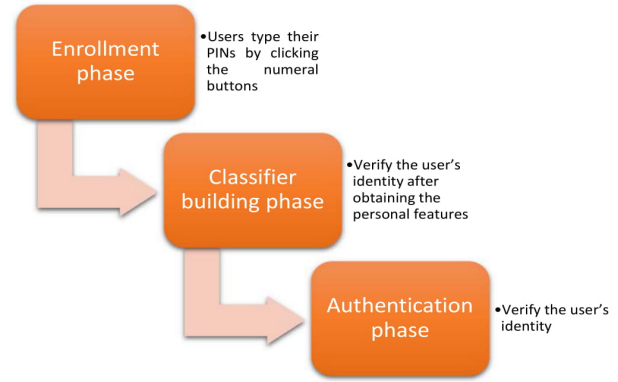 Enrollment
phase
•Users type their
PINs by clicking
the numeral
buttons
Classifier
building phase
•Verify the user's
identity after
obtaining the
personal features
Authentication
phase
•Verify the user's
identity